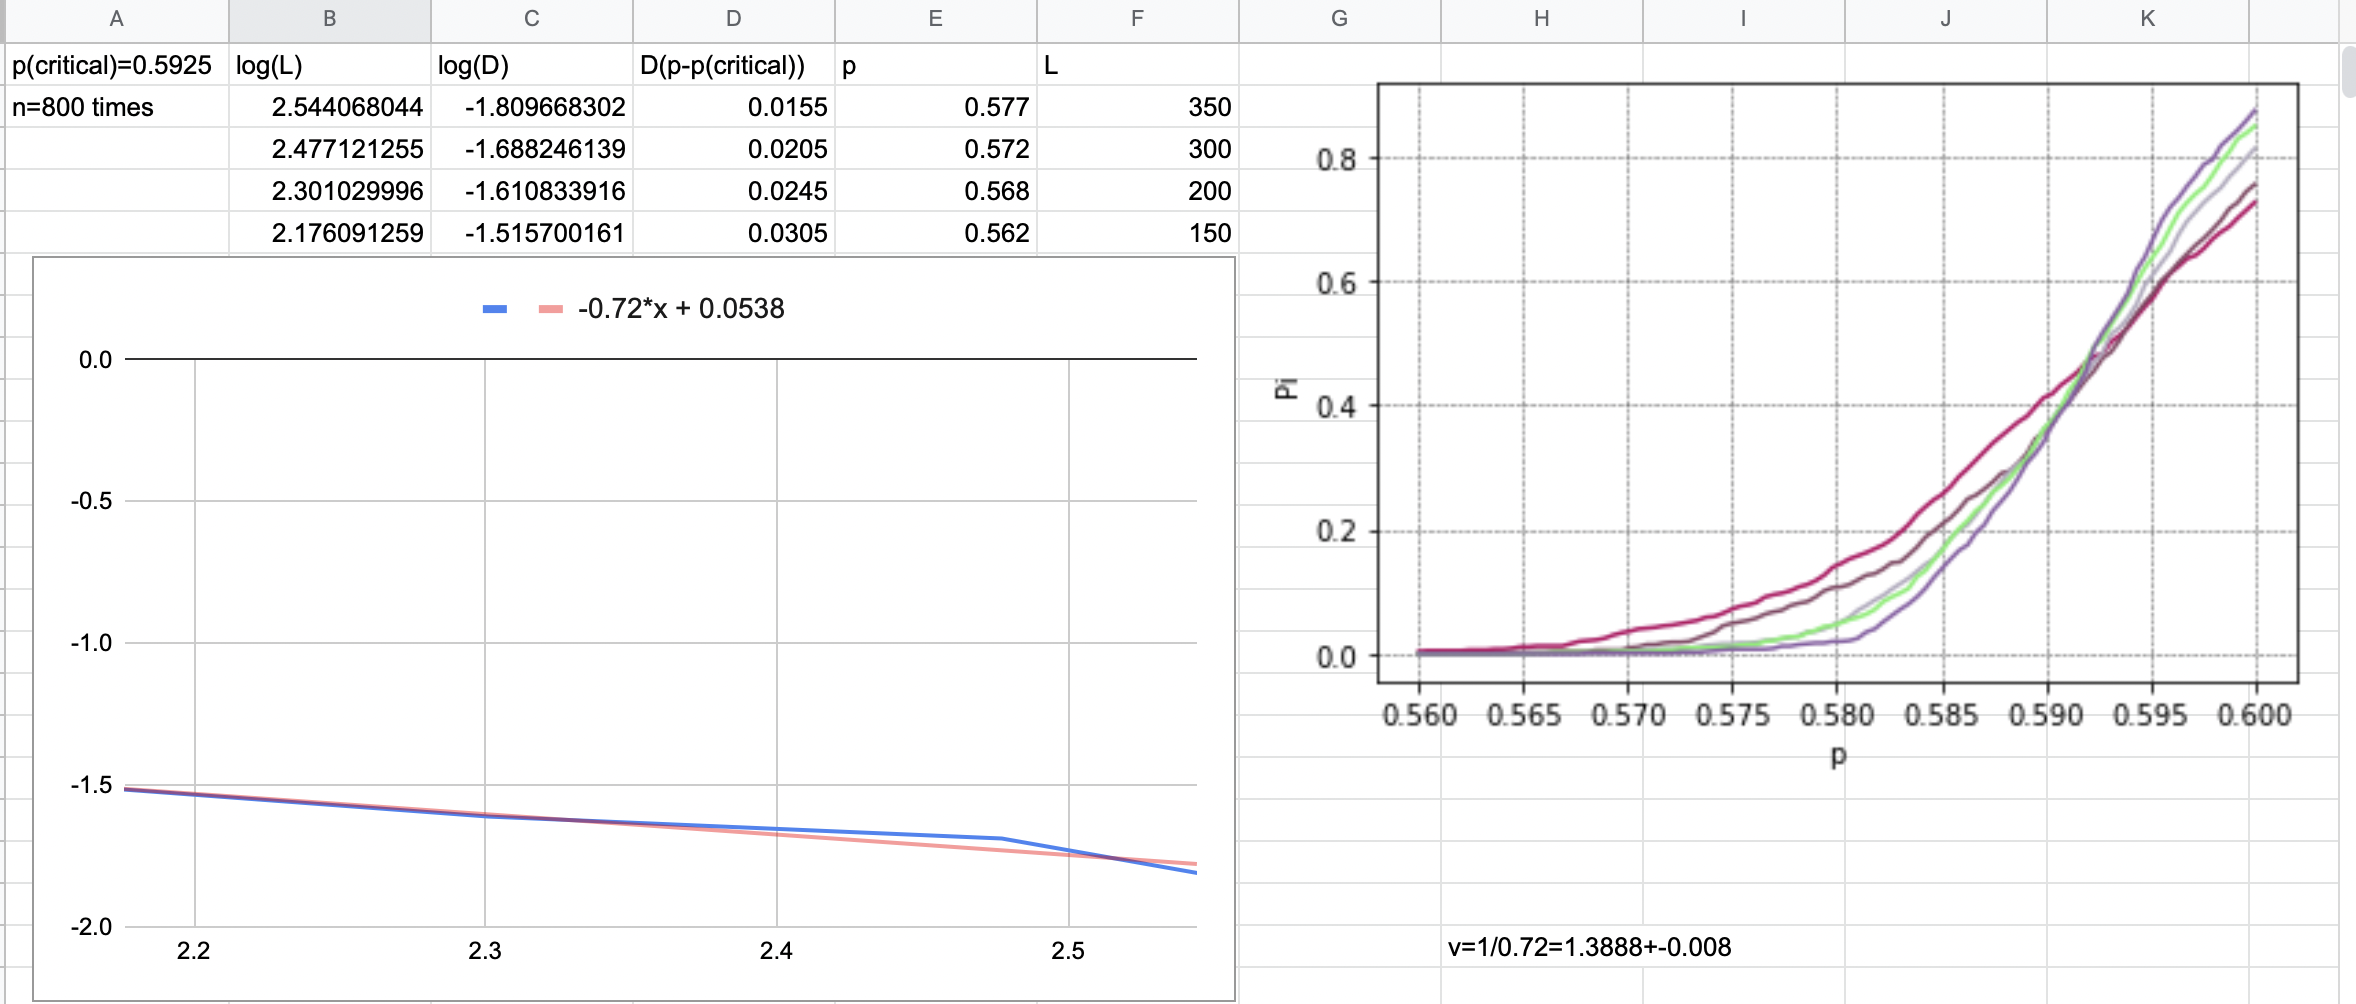 A B C D E F G H I J K
p(critical)=0.5925 log(L) log(D) D(p-p(critical)) p L
n=800 times 2.544068044 -1.809668302 0.0155 0.577 350
2.477121255 -1.688246139 0.0205 0.572 300
2.301029996 -1.610833916 0.0245 0.568 200
2.176091259 -1.515700161 0.0305 0.562 150
-0.72*x + 0.0538
0.0
-0.5
-1.0
-1.5
-2.0
2.2 2.3 2.4 2.5
Pi
0.8
0.6
0.4
0.2
0.0
0.560 0.565 0.570 0.575 0.580 0.585 0.590 0.595 0.600
p
v=1/0.72=1.3888+-0.008